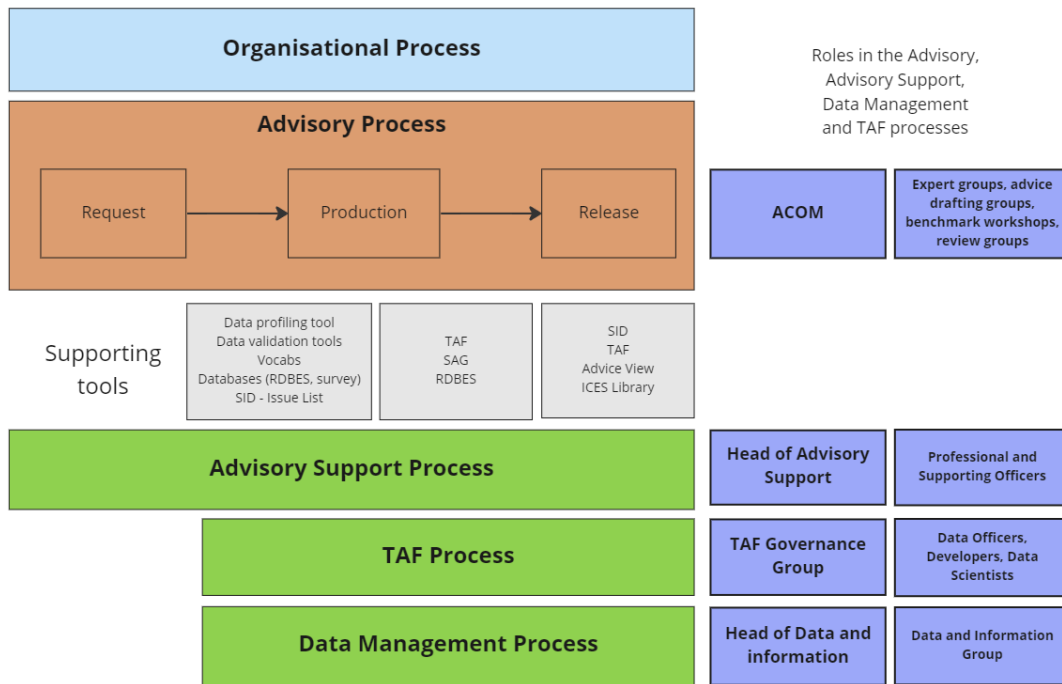 Organisational Process
Roles in the Advisory,
Advisory Support,
Data Management
and TAF processes
Advisory Process
Request
Production
Release
ACOM
Expert groups, advice
drafting groups,
benchmark workshops,
review groups
Supporting
tools
Data profiling tool
Data validation tools
Vocabs
Databases (RDBES, survey)
SID - Issue List
TAF
SAG
RDBES
SID
TAF
Advice View
ICES Library
Advisory Support Process
Head of Advisory
Support
Professional and
Supporting Officers
TAF Process
TAF Governance
Group
Data Officers,
Developers, Data
Scientists
Data Management Process
Head of Data and
information
Data and Information
Group